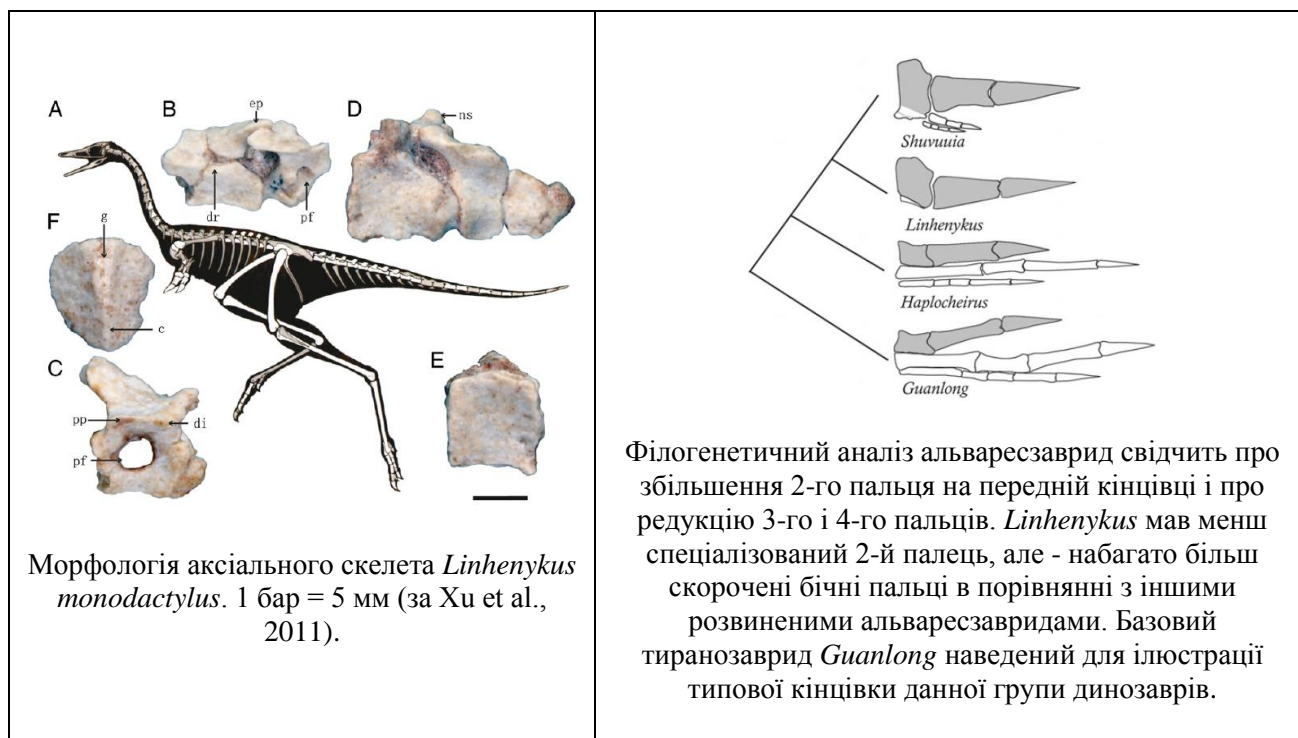 A
B
ep
D
ns
dr
pf
F
g
c
C
pp
di
pf
E
Морфологія аксіального скелета Linhenykus
monodactylus. 1 бар = 5 мм (за Xu et al.,
2011).
Shuvuuia
Linhenykus
Haplocheirus
Guanlong
Філогенетичний аналіз альваресзаврид свідчить про
збільшення 2-го пальця на передній кінцівці і про
редукцію 3-го і 4-го пальців. Linhenykus мав менш
спеціалізований 2-й палець, але - набагато більш
скорочені бічні пальці в порівнянні з іншими
розвиненими альваресзавридами. Базовий
тиранозаврид Guanlong наведений для ілюстрації
типової кінцівки даної групи динозаврів.